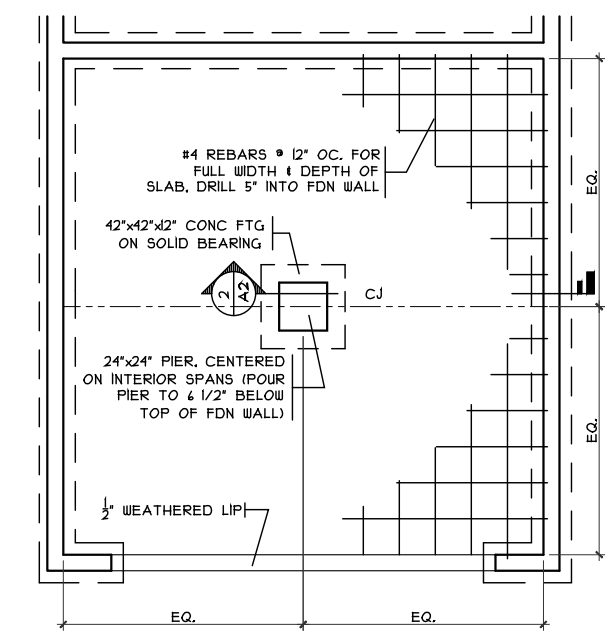 #4 REBARS @ 12" OC. FOR
FULL WIDTH & DEPTH OF
SLAB, DRILL 5" INTO FDN WALL
42"x42"x12" CONC FTG
ON SOLID BEARING
EQ.
2
A2
CJ
24"x24" PIER, CENTERED
ON INTERIOR SPANS (POUR
PIER TO 6 1/2" BELOW
TOP OF FDN WALL)
EQ.
1/2" WEATHERED LIP
EQ.
EQ.